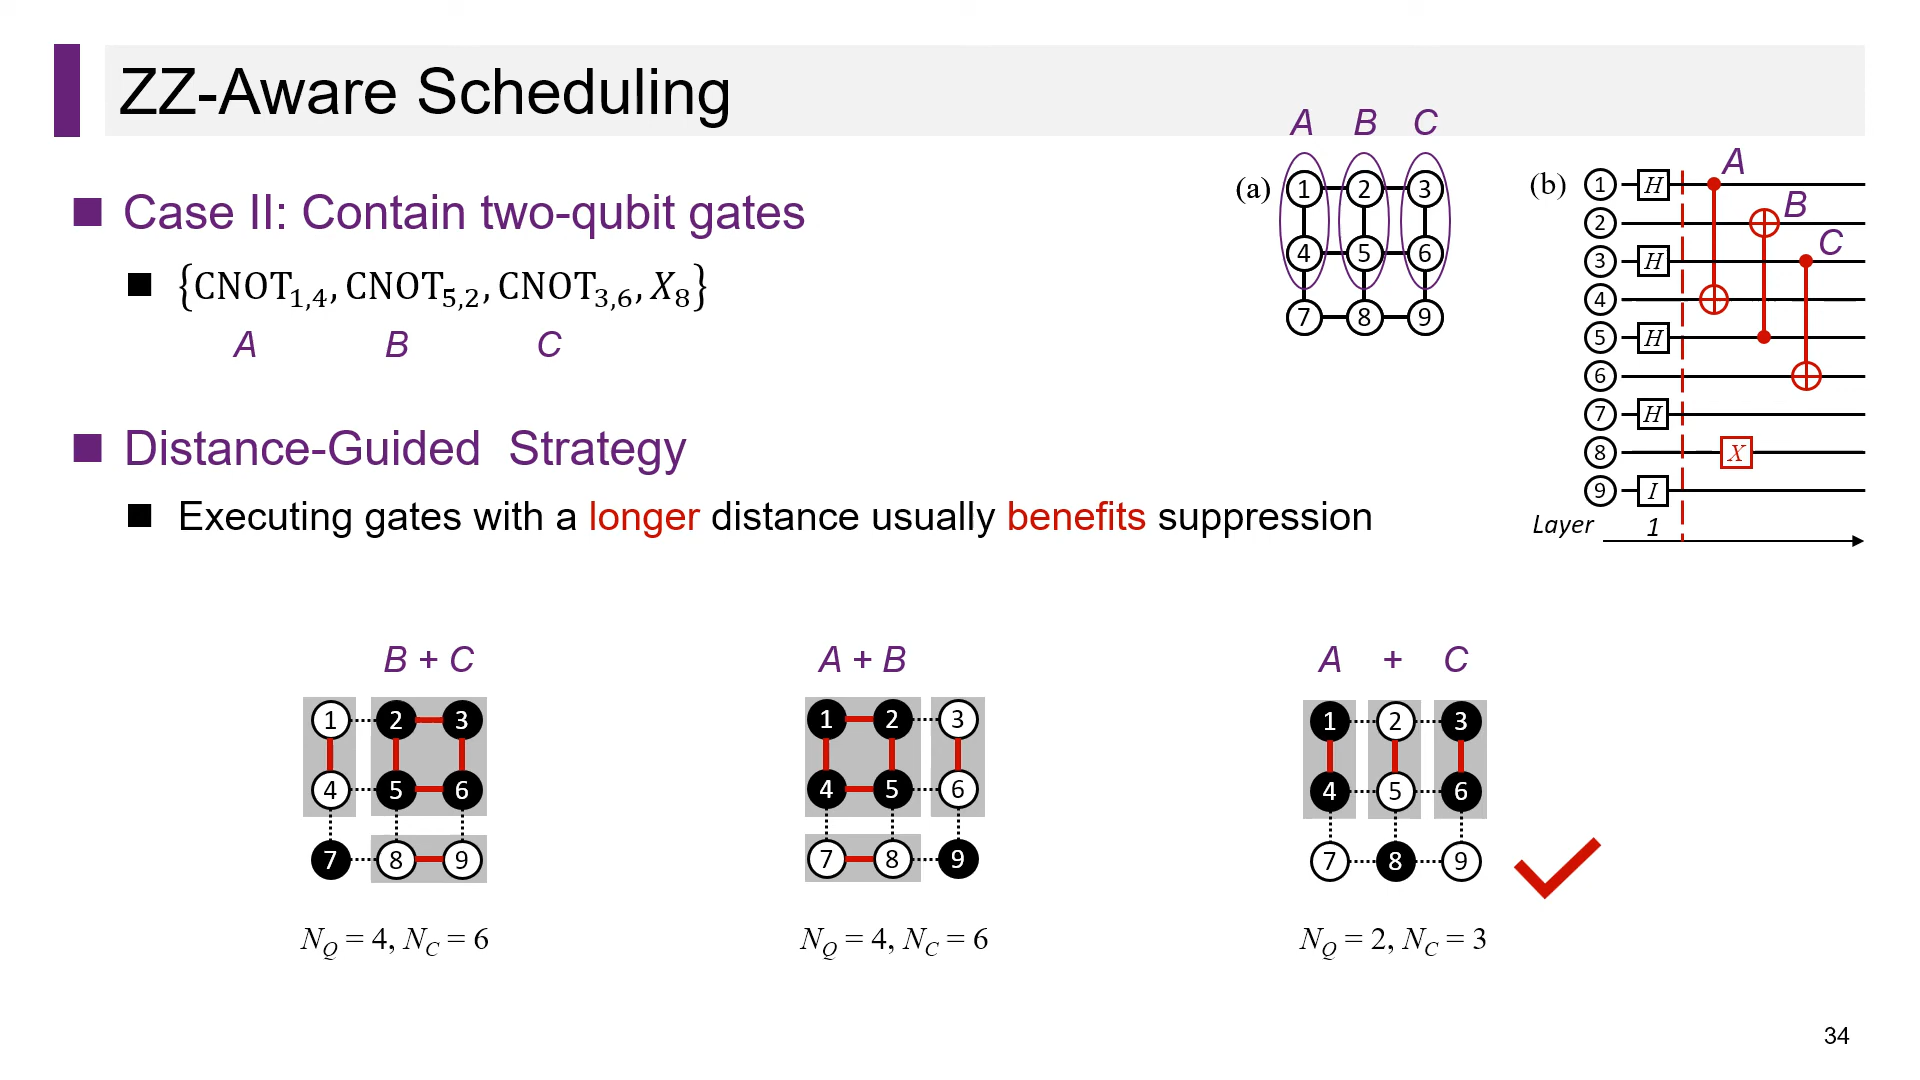 ZZ-Aware Scheduling
Case II: Contain two-qubit gates
{CNOT1,4, CNOT5,2, CNOT3,6, X8}
A B C
Distance-Guided Strategy
Executing gates with a longer distance usually benefits suppression
A B C
(a)
1 2 3
4 5 6
7 8 9
(b)
1 H A
2 B
3 H C
4
5 H
6
7 H
8 X
9 I
Layer 1
B + C
1 2 3
4 5 6
7 8 9
NQ = 4, NC = 6
A + B
1 2 3
4 5 6
7 8 9
NQ = 4, NC = 6
A + C
1 2 3
4 5 6
7 8 9
NQ = 2, NC = 3
34